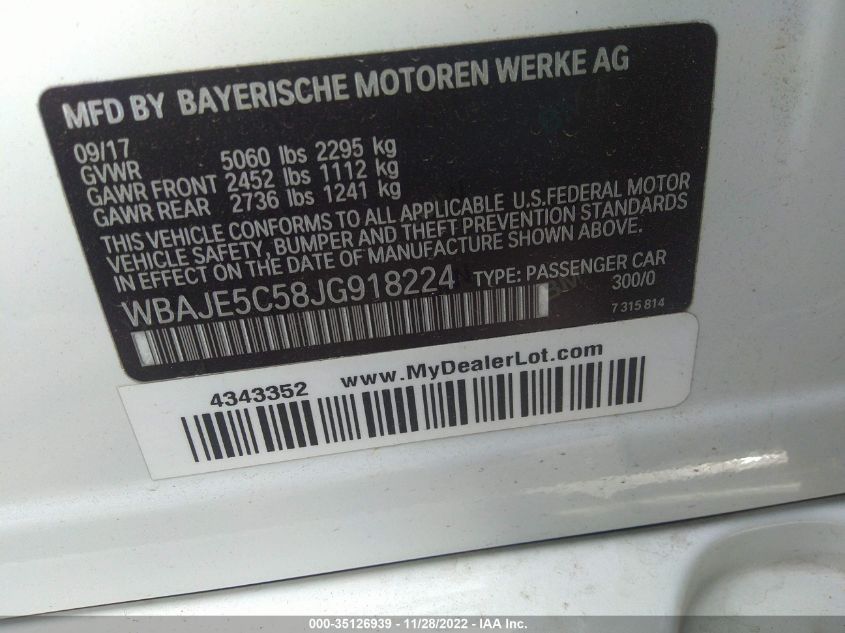 MFD BY BAYERISCHE MOTOREN WERKE AG
09/17
GVWR 5060 lbs 2295 kg
GAWR FRONT 2452 lbs 1112 kg
GAWR REAR 2736 lbs 1241 kg
THIS VEHICLE CONFORMS TO ALL APPLICABLE U.S.FEDERAL MOTOR
VEHICLE SAFETY, BUMPER AND THEFT PREVENTION STANDARDS
IN EFFECT ON THE DATE OF MANUFACTURE SHOWN ABOVE.
WBAJE5C58JG918224 TYPE: PASSENGER CAR
300/0
7 315 814
4343352 www.MyDealerLot.com
000-35126939 - 11/28/2022 - IAA Inc.